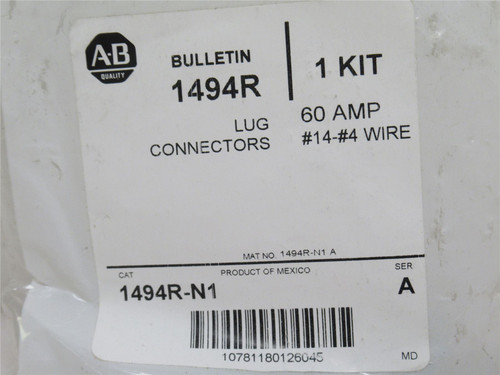 A-B
QUALITY
BULLETIN
1494R
LUG
CONNECTORS
1 KIT
60 AMP
#14-#4 WIRE
MAT NO. 1494R-N1 A
CAT
PRODUCT OF MEXICO
SER
1494R-N1
A
10781180126045
MD